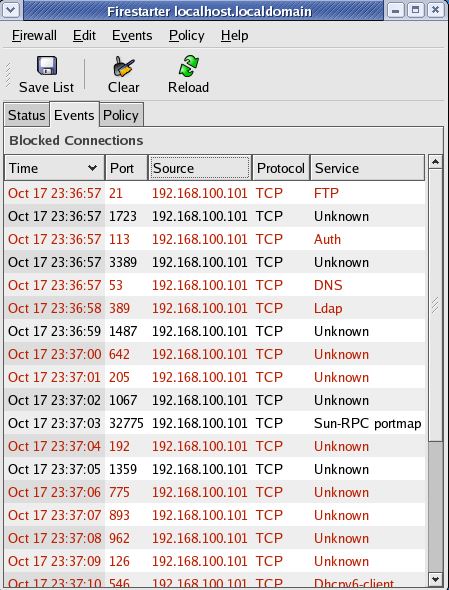 Firestarter localhost.localdomain
Firewall Edit Events Policy Help
Save List Clear Reload
Status Events Policy
Blocked Connections
Time Port Source Protocol Service
Oct 17 23:36:57 21 192.168.100.101 TCP FTP
Oct 17 23:36:57 1723 192.168.100.101 TCP Unknown
Oct 17 23:36:57 113 192.168.100.101 TCP Auth
Oct 17 23:36:57 3389 192.168.100.101 TCP Unknown
Oct 17 23:36:57 53 192.168.100.101 TCP DNS
Oct 17 23:36:58 389 192.168.100.101 TCP Ldap
Oct 17 23:36:59 1487 192.168.100.101 TCP Unknown
Oct 17 23:37:00 642 192.168.100.101 TCP Unknown
Oct 17 23:37:01 205 192.168.100.101 TCP Unknown
Oct 17 23:37:02 1067 192.168.100.101 TCP Unknown
Oct 17 23:37:03 32775 192.168.100.101 TCP Sun-RPC portmap
Oct 17 23:37:04 192 192.168.100.101 TCP Unknown
Oct 17 23:37:05 1359 192.168.100.101 TCP Unknown
Oct 17 23:37:06 775 192.168.100.101 TCP Unknown
Oct 17 23:37:07 893 192.168.100.101 TCP Unknown
Oct 17 23:37:08 962 192.168.100.101 TCP Unknown
Oct 17 23:37:09 126 192.168.100.101 TCP Unknown
Oct 17 23:37:10 546 192.168.100.101 TCP Dhcpv6-client